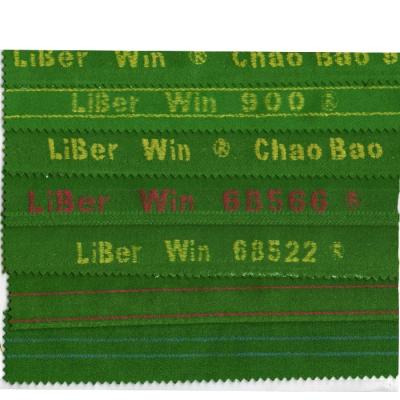 LiBer Win ® Chao Bao
LiBer Win 900 ®
LiBer Win ® Chao Bao
LiBer Win 68566 ®
LiBer Win 68522 ®